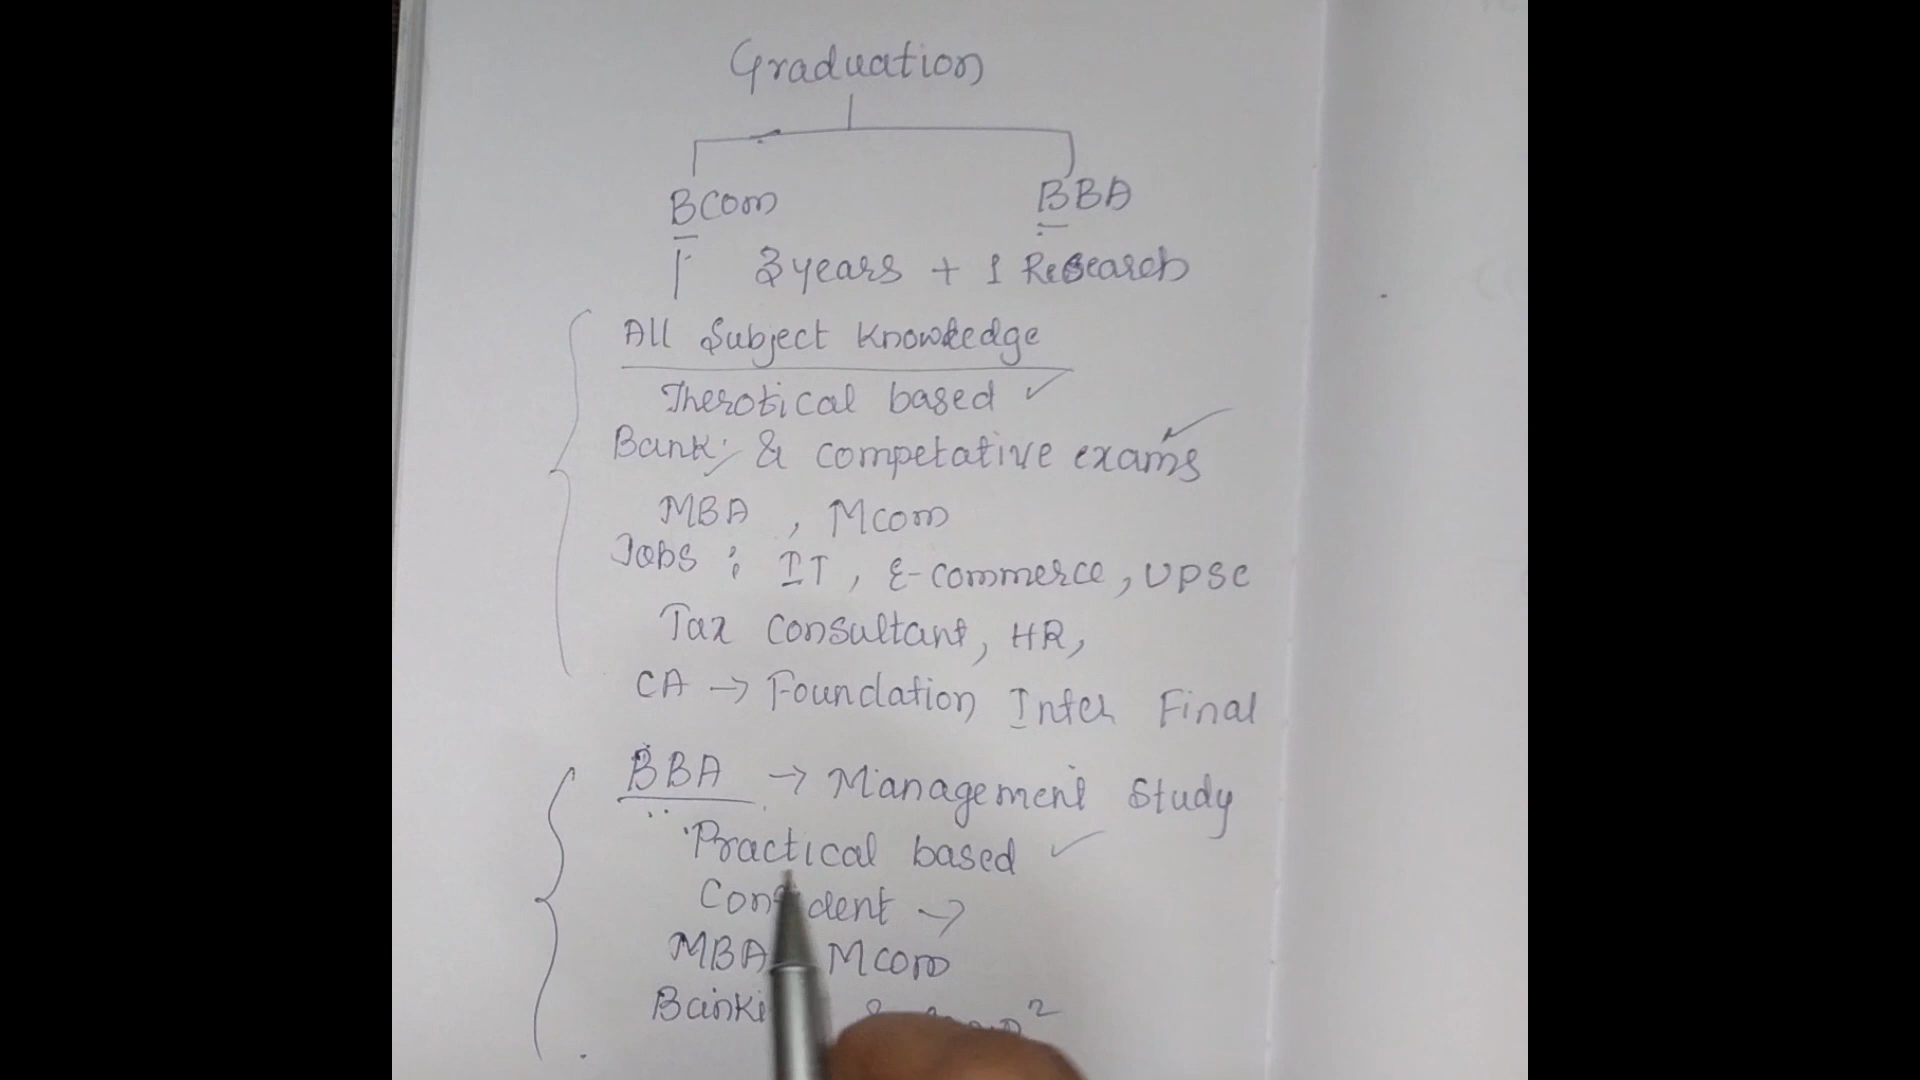 Graduation
BCom BBA
3 years + 1 Research
All Subject Knowledge
Therotical based ✓
Bank & competative exams
MBA, Mcom
Jobs : IT, E-commerce, UPSC
Tax consultant, HR,
CA → Foundation Inter Final
BBA → Management Study
Practical based ✓
MBA Mcom